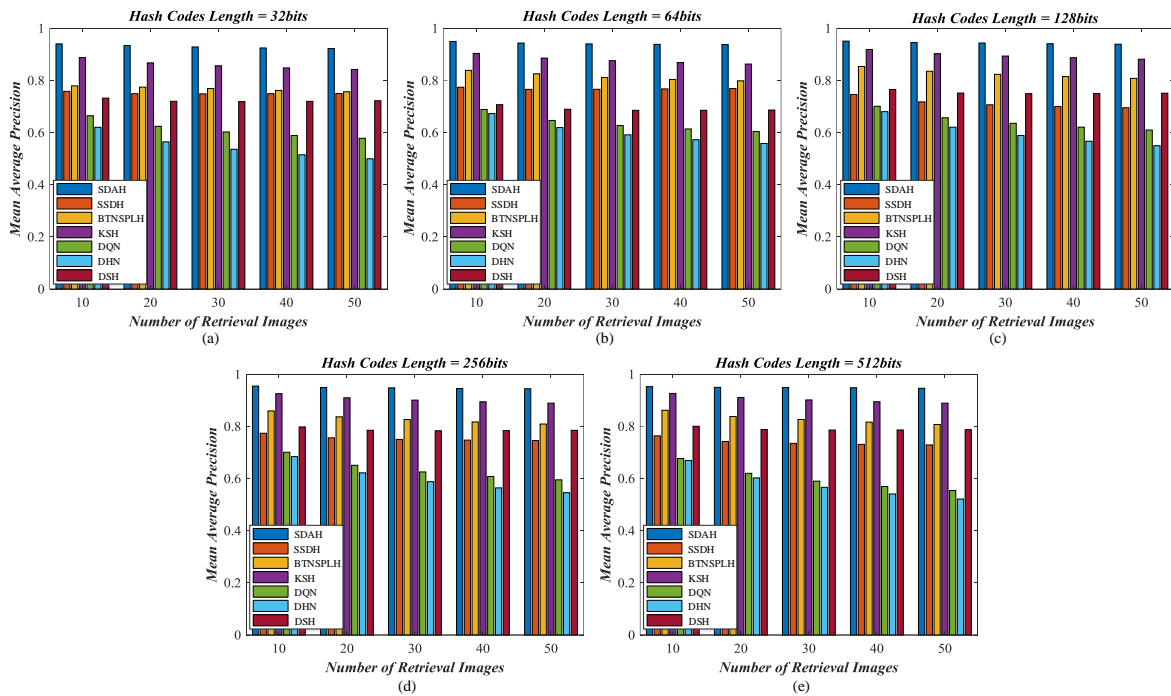 Hash Codes Length = 32bits
Mean Average Precision
1
0.8
0.6
0.4
0.2
0
SDAH
SSDH
BTNSPLH
KSH
DQN
DHN
DSH
10 20 30 40 50
Number of Retrieval Images
(a)
Hash Codes Length = 64bits
Mean Average Precision
1
0.8
0.6
0.4
0.2
0
SDAH
SSDH
BTNSPLH
KSH
DQN
DHN
DSH
10 20 30 40 50
Number of Retrieval Images
(b)
Hash Codes Length = 128bits
Mean Average Precision
1
0.8
0.6
0.4
0.2
0
SDAH
SSDH
BTNSPLH
KSH
DQN
DHN
DSH
10 20 30 40 50
Number of Retrieval Images
(c)
Hash Codes Length = 256bits
Mean Average Precision
1
0.8
0.6
0.4
0.2
0
SDAH
SSDH
BTNSPLH
KSH
DQN
DHN
DSH
10 20 30 40 50
Number of Retrieval Images
(d)
Hash Codes Length = 512bits
Mean Average Precision
1
0.8
0.6
0.4
0.2
0
SDAH
SSDH
BTNSPLH
KSH
DQN
DHN
DSH
10 20 30 40 50
Number of Retrieval Images
(e)